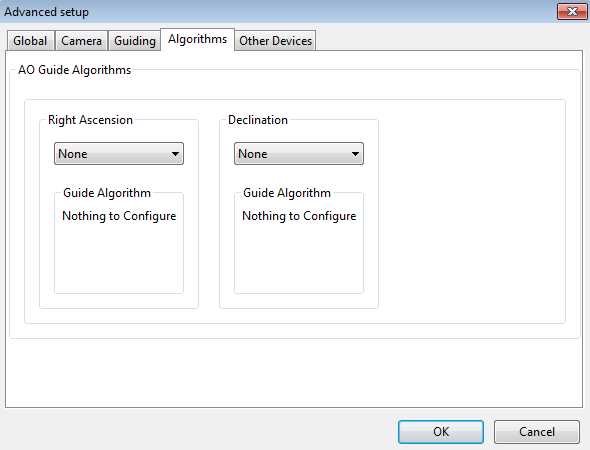 Advanced setup
Global Camera Guiding Algorithms Other Devices
AO Guide Algorithms
Right Ascension Declination
None None
Guide Algorithm Guide Algorithm
Nothing to Configure Nothing to Configure
OK Cancel